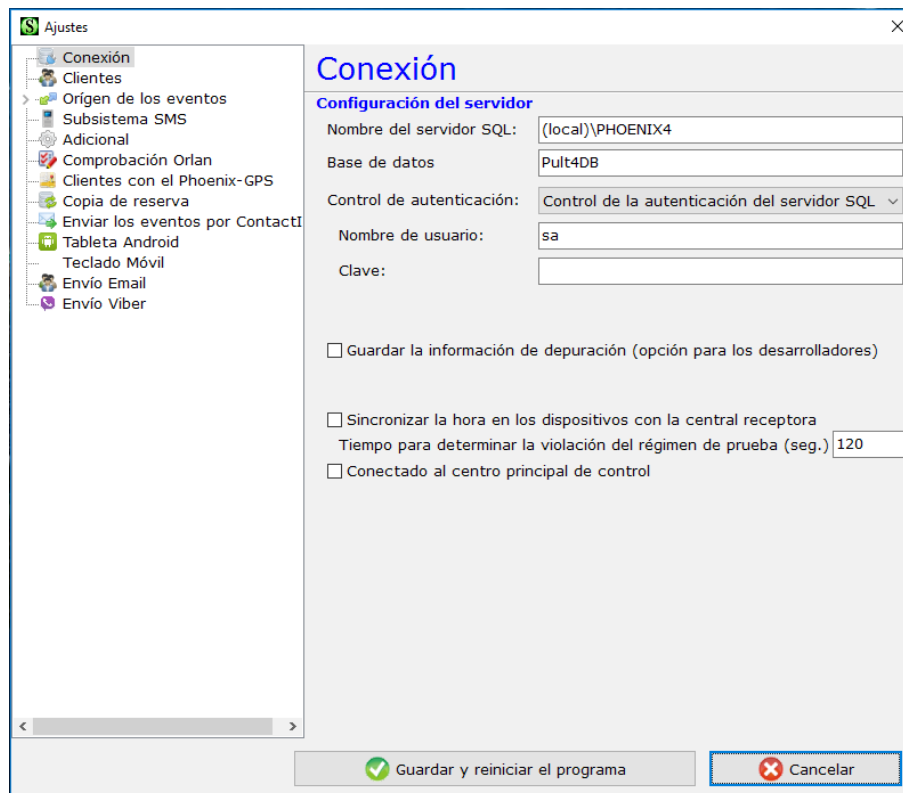 Ajustes
Conexión
Clientes
Orígen de los eventos
Subsistema SMS
Adicional
Comprobación Orlan
Clientes con el Phoenix-GPS
Copia de reserva
Enviar los eventos por ContactI
Tableta Android
Teclado Móvil
Envío Email
Envío Viber
Conexión
Configuración del servidor
Nombre del servidor SQL: (local)\PHOENIX4
Base de datos Pult4DB
Control de autenticación: Control de la autenticación del servidor SQL
Nombre de usuario: sa
Clave:
Guardar la información de depuración (opción para los desarrolladores)
Sincronizar la hora en los dispositivos con la central receptora
Tiempo para determinar la violación del régimen de prueba (seg.) 120
Conectado al centro principal de control
Guardar y reiniciar el programa Cancelar